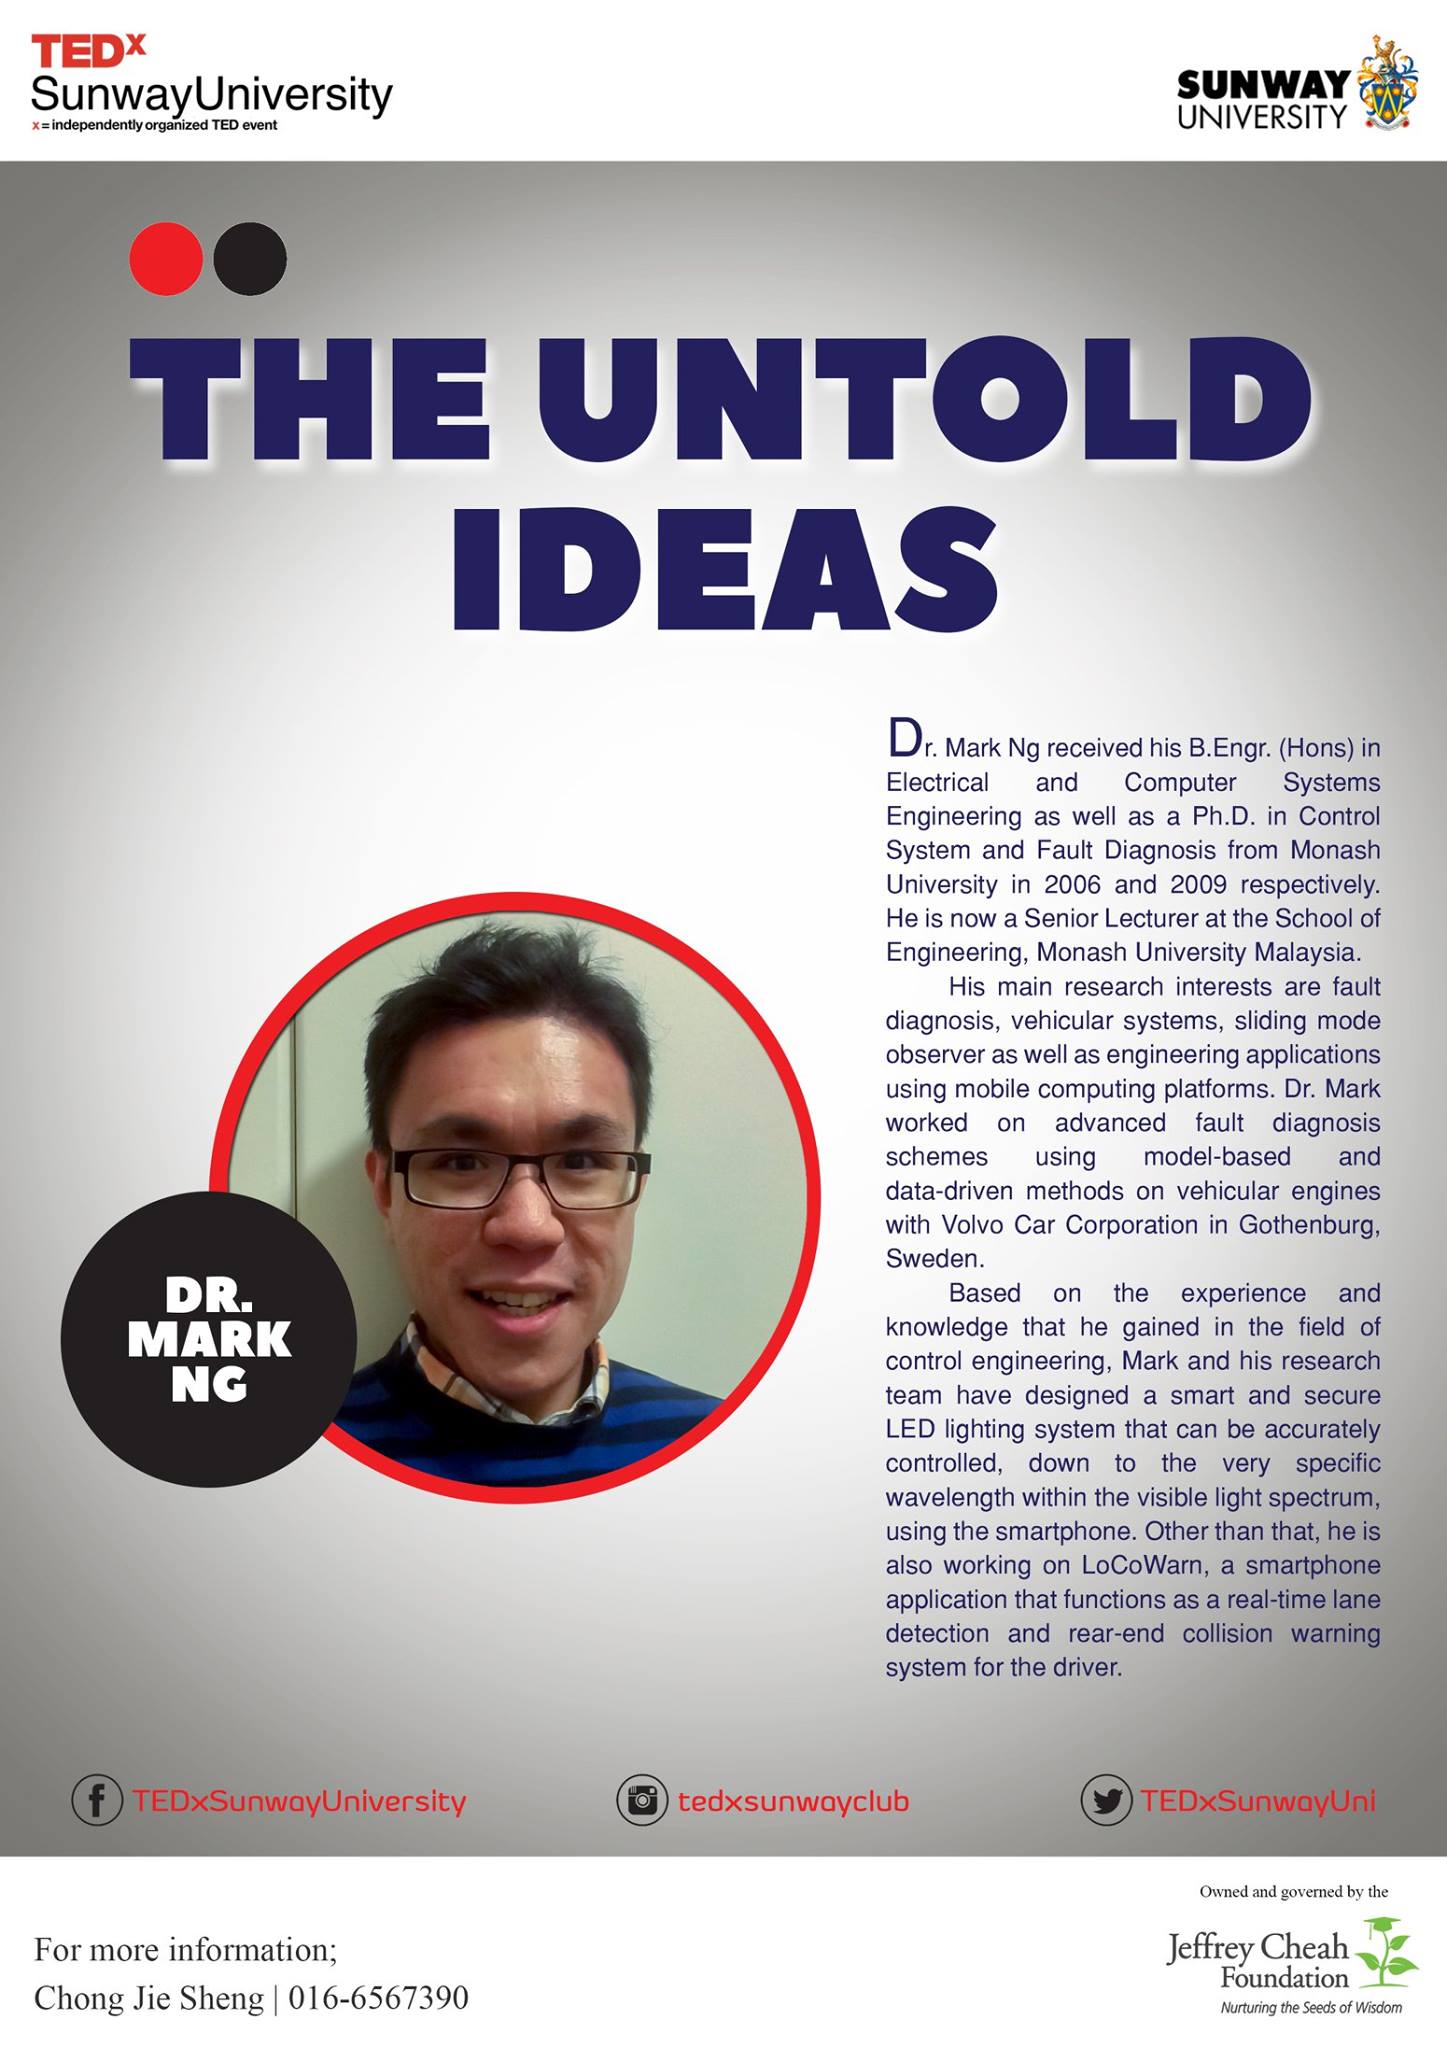 TEDx
SunwayUniversity
x = independently organized TED event
SUNWAY
UNIVERSITY
THE UNTOLD
IDEAS
Dr. Mark Ng received his B.Engr. (Hons) in
Electrical and Computer Systems
Engineering as well as a Ph.D. in Control
System and Fault Diagnosis from Monash
University in 2006 and 2009 respectively.
He is now a Senior Lecturer at the School of
Engineering, Monash University Malaysia.
His main research interests are fault
diagnosis, vehicular systems, sliding mode
observer as well as engineering applications
using mobile computing platforms. Dr. Mark
worked on advanced fault diagnosis
schemes using model-based and
data-driven methods on vehicular engines
with Volvo Car Corporation in Gothenburg,
Sweden.
Based on the experience and
knowledge that he gained in the field of
control engineering, Mark and his research
team have designed a smart and secure
LED lighting system that can be accurately
controlled, down to the very specific
wavelength within the visible light spectrum,
using the smartphone. Other than that, he is
also working on LoCoWarn, a smartphone
application that functions as a real-time lane
detection and rear-end collision warning
system for the driver.
DR.
MARK
NG
TEDxSunwayUniversity
tedxsunwayclub
TEDxSunwayUni
For more information;
Chong Jie Sheng | 016-6567390
Owned and governed by the
Jeffrey Cheah
Foundation
Nurturing the Seeds of Wisdom